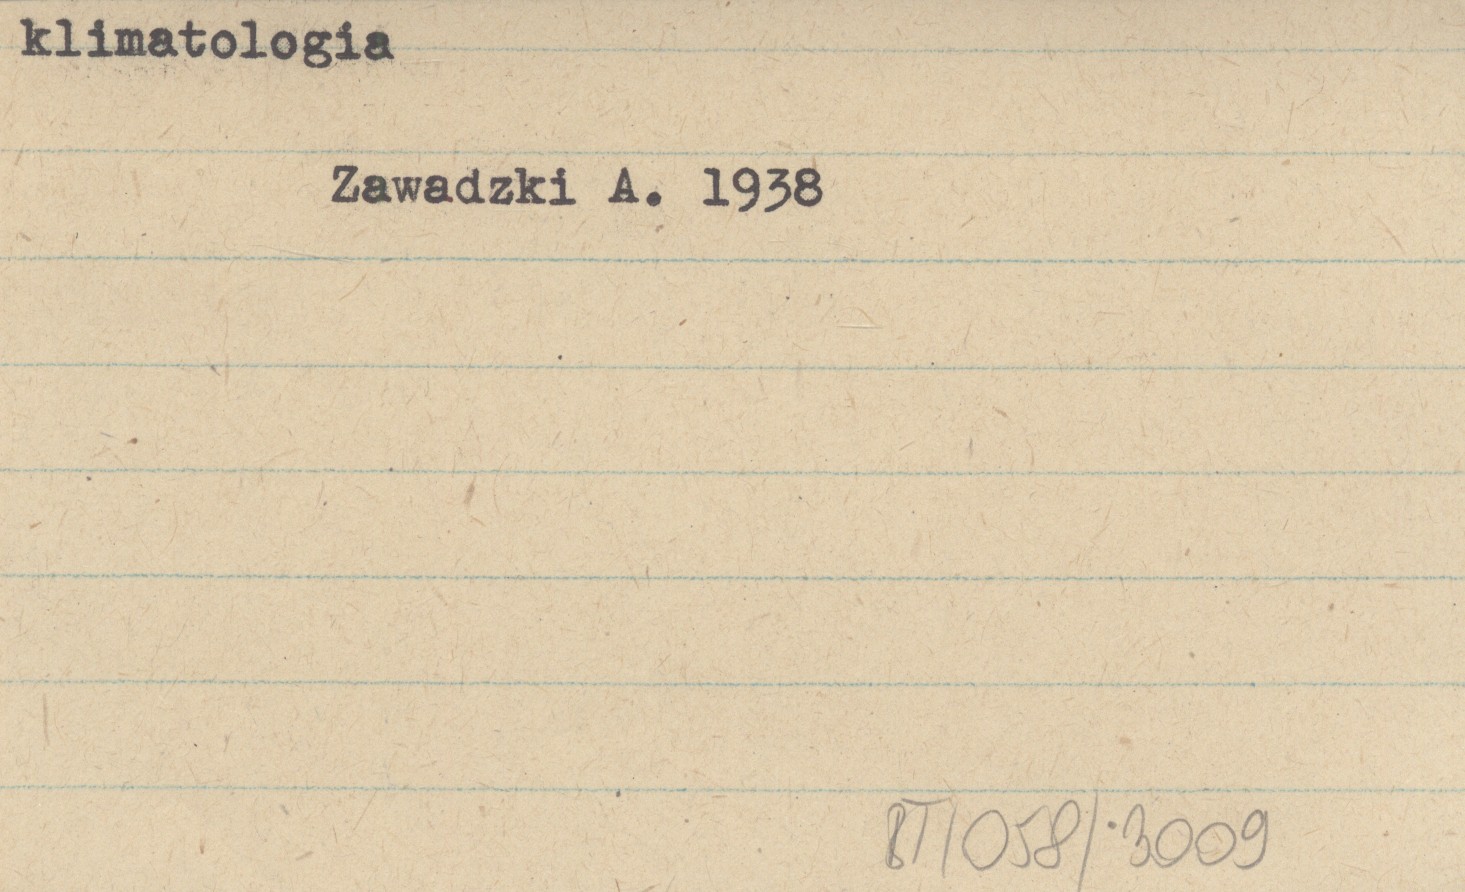 klimatologia
Zawadzki A. 1938
BT/058/.3009